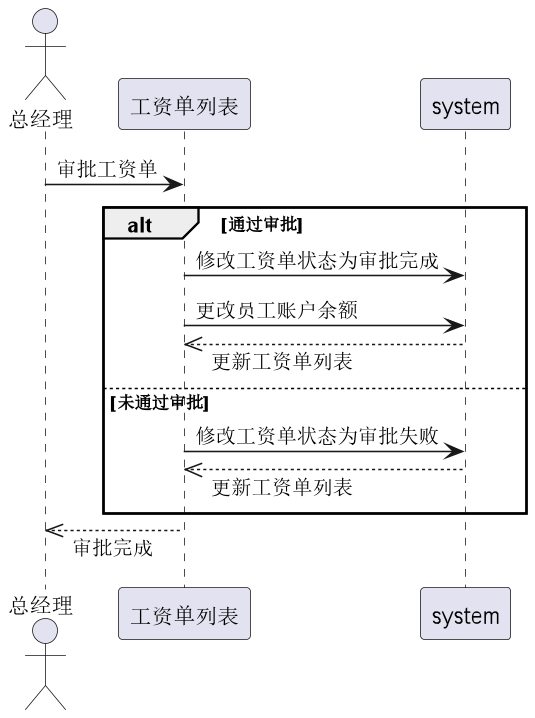 总经理
工资单列表
system
审批工资单
alt
[通过审批]
修改工资单状态为审批完成
更改员工账户余额
更新工资单列表
[未通过审批]
修改工资单状态为审批失败
更新工资单列表
审批完成
总经理
工资单列表
system